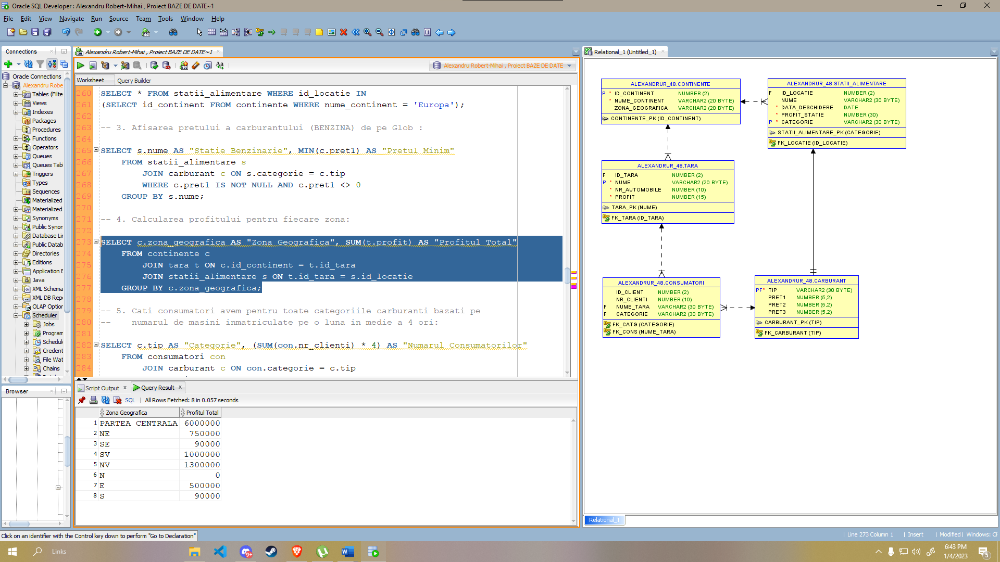 Oracle SQL Developer : Alexandru Robert-Mihai , Proiect BAZE DE DATE~1
File Edit View Navigate Run Source Team Tools Window Help
Connections
Oracle Connections
Alexandru Robe
Tables (Filte
Views
Indexes
Packages
Procedures
Functions
Operators
Queues
Queues Tab
Triggers
Types
Sequences
Materialized
Materialized
Synonyms
Public Synon
Database Lin
Public Datab
Directories
Editions
Application E
Java
XML Schema
XML DB Repo
OLAP Option
Scheduler
Jobs
Program
Schedul
Credent
File Wat
Chains
Browser
Alexandru Robert-Mihai , Proiect BAZE DE DATE~1
Alexandru Robert-Mihai , Proiect BAZE DE DATE
Worksheet Query Builder
260 SELECT * FROM statii_alimentare WHERE id_locatie IN
261 (SELECT id_continent FROM continente WHERE nume_continent = 'Europa');
262
263 -- 3. Afisarea pretului a carburantului (BENZINA) de pe Glob :
264
265 SELECT s.nume AS "Statie Benzinarie", MIN(c.pret1) AS "Pretul Minim"
266 FROM statii_alimentare s
267 JOIN carburant c ON s.categorie = c.tip
268 WHERE c.pret1 IS NOT NULL AND c.pret1 <> 0
269 GROUP BY s.nume;
270
271 -- 4. Calcularea profitului pentru fiecare zona:
272
273 SELECT c.zona_geografica AS "Zona Geografica", SUM(t.profit) AS "Profitul Total"
274 FROM continente c
275 JOIN tara t ON c.id_continent = t.id_tara
276 JOIN statii_alimentare s ON t.id_tara = s.id_locatie
277 GROUP BY c.zona_geografica;
278
279 -- 5. Cati consumatori avem pentru toate categoriile carburanti bazati pe
280 -- numarul de masini inmatriculate pe o luna in medie a 4 ori:
281
282 SELECT c.tip AS "Categorie", (SUM(con.nr_clienti) * 4) AS "Numarul Consumatorilor"
283 FROM consumatori con
284 JOIN carburant c ON con.categorie = c.tip
Script Output x Query Result x
SQL | All Rows Fetched: 8 in 0.057 seconds
Zona Geografica Profitul Total
1 PARTEA CENTRALA 6000000
2 NE 750000
3 SE 90000
4 SV 1000000
5 NV 1300000
6 N 0
7 E 500000
8 S 90000
Relational_1 (Untitled_1)
ALEXANDRUR_48.CONTINENTE
P * ID_CONTINENT NUMBER (2)
* NUME_CONTINENT VARCHAR2 (20 BYTE)
ZONA_GEOGRAFICA VARCHAR2 (20 BYTE)
CONTINENTE_PK (ID_CONTINENT)
ALEXANDRUR_48.STATII_ALIMENTARE
F ID_LOCATIE NUMBER (2)
NUME VARCHAR2 (30 BYTE)
* DATA_DESCHIDERE DATE
* PROFIT_STATIE NUMBER (30)
P * CATEGORIE VARCHAR2 (30 BYTE)
STATII_ALIMENTARE_PK (CATEGORIE)
FK_LOCATIE (ID_LOCATIE)
ALEXANDRUR_48.TARA
F ID_TARA NUMBER (2)
P * NUME VARCHAR2 (20 BYTE)
* NR_AUTOMOBILE NUMBER (10)
* PROFIT NUMBER (15)
TARA_PK (NUME)
FK_TARA (ID_TARA)
ALEXANDRUR_48.CONSUMATORI
ID_CLIENT NUMBER (2)
NR_CLIENTI NUMBER (10)
F NUME_TARA VARCHAR2 (30 BYTE)
F CATEGORIE VARCHAR2 (30 BYTE)
FK_CATG (CATEGORIE)
FK_CONS (NUME_TARA)
ALEXANDRUR_48.CARBURANT
PF* TIP VARCHAR2 (30 BYTE)
PRET1 NUMBER (5,2)
PRET2 NUMBER (5,2)
PRET3 NUMBER (5,2)
CARBURANT_PK (TIP)
FK_CARBURANT (TIP)
Relational_1
Click on an identifier with the Control key down to perform "Go to Declaration"
| Line 273 Column 1 | Insert | Modified | Windows: CF
Links
6:43 PM
1/4/2023
5